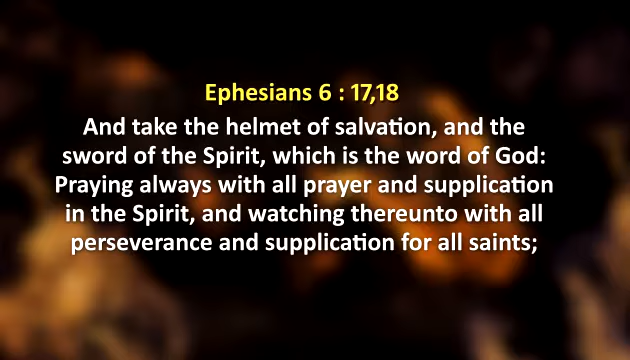 Ephesians 6 : 17,18
And take the helmet of salvation, and the
sword of the Spirit, which is the word of God:
Praying always with all prayer and supplication
in the Spirit, and watching thereunto with all
perseverance and supplication for all saints;